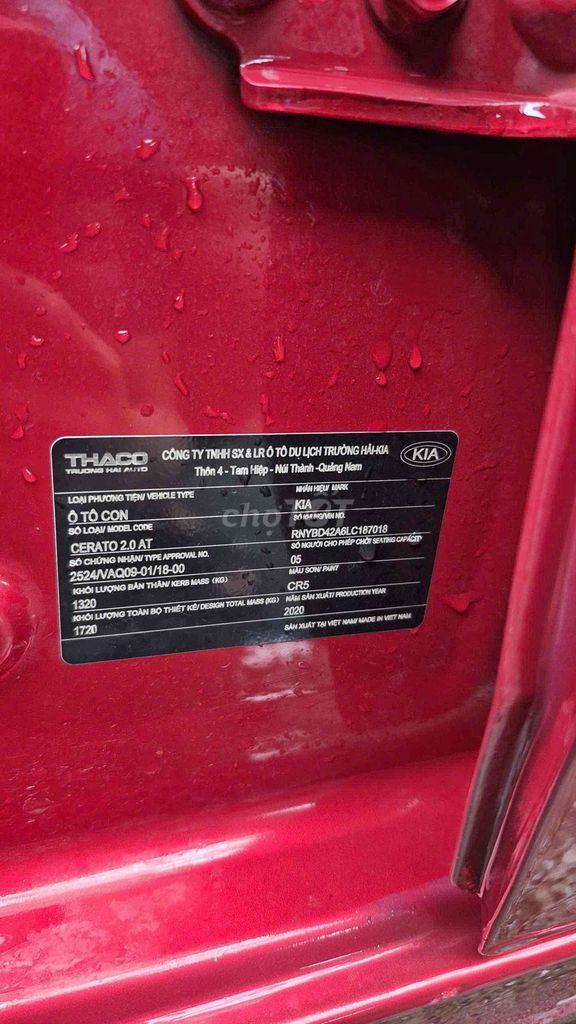 THACO
TRUONG HAI AUTO
CÔNG TY TNHH SX & LR Ô TÔ DU LỊCH TRƯỜNG HẢI-KIA
Thôn 4 - Tam Hiệp - Núi Thành -Quảng Nam
KIA
LOẠI PHƯƠNG TIỆN/ VEHICLE TYPE
Ô TÔ CON
SỐ LOẠI/ MODEL CODE
CERATO 2.0 AT
SỐ CHỨNG NHẬN/ TYPE APPROVAL NO.
2524/VAQ09-01/18-00
KHỐI LƯỢNG BẢN THÂN/ KERB MASS (KG)
1320
KHỐI LƯỢNG TOÀN BỘ THIẾT KẾ/ DESIGN TOTAL MASS (KG)
1720
NHÃN HIỆU/ MARK
KIA
SỐ KHUNG/VIN NO.
RNYBD42A6LC187018
SỐ NGƯỜI CHO PHÉP CHỞ/ SEATING CAPACITY
05
MÀU SƠN/ PAINT
CR5
NĂM SẢN XUẤT/ PRODUCTION YEAR
2020
SẢN XUẤT TẠI VIỆT NAM/ MADE IN VIET NAM
chợTỐT